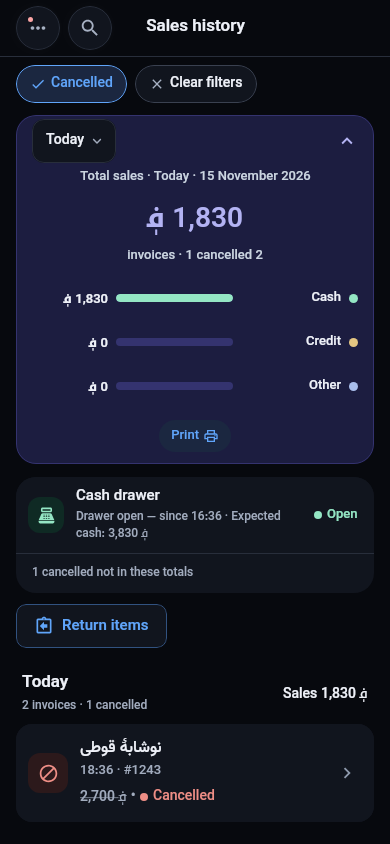 Sales history
Cancelled
Clear filters
Today
Total sales · Today · 15 November 2026
؋ 1,830
invoices · 1 cancelled 2
؋ 1,830
Cash
؋ 0
Credit
؋ 0
Other
Print
Cash drawer
Drawer open — since 16:36 · Expected
cash: 3,830 ؋
Open
1 cancelled not in these totals
Return items
Today
2 invoices · 1 cancelled
Sales 1,830 ؋
نوشابهٔ قوطی
18:36 · #1243
2,700 ؋ • Cancelled